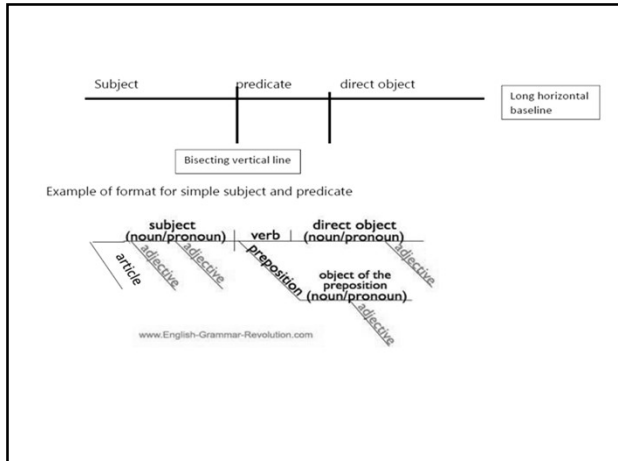 Subject predicate direct object
Long horizontal
baseline
Bisecting vertical line
Example of format for simple subject and predicate
subject
(noun/pronoun)
verb
direct object
(noun/pronoun)
article
adjective
adjective
preposition
adjective
object of the
preposition
(noun/pronoun)
adjective
www.English-Grammar-Revolution.com